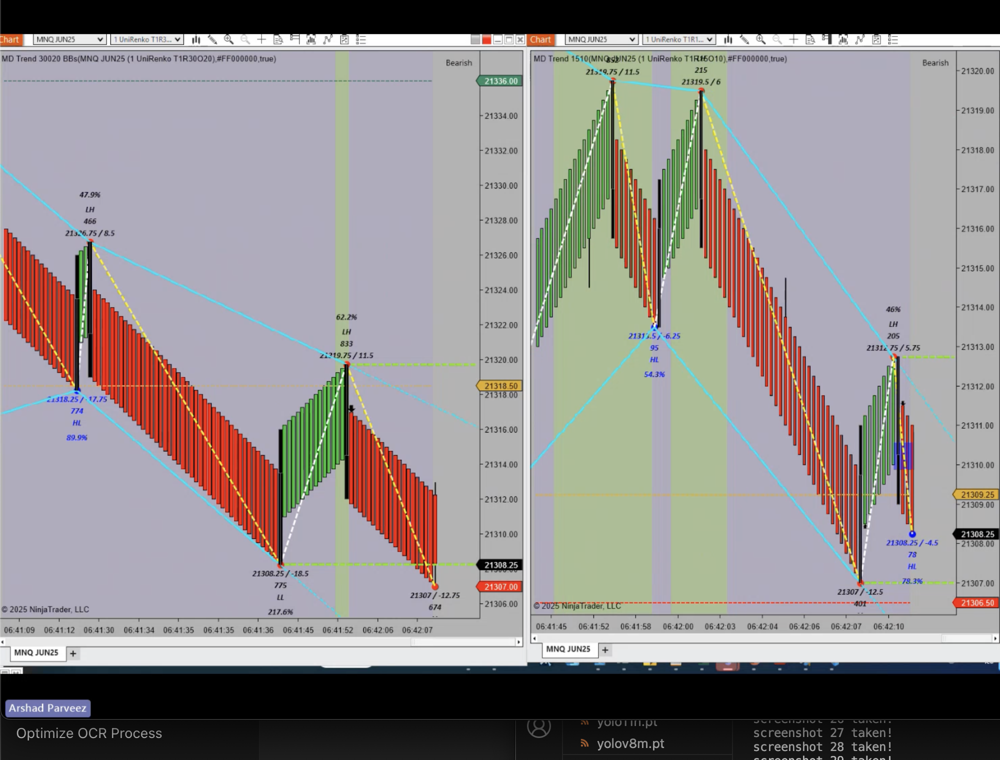 Chart
MNQ JUN25
1 UniRenko T1R3...
MD Trend 30020 BBs(MNQ JUN25 (1 UniRenko T1R30O20),#FF000000,true)
Bearish
21336.00
21334.00
21332.00
21330.00
21328.00
21326.00
21324.00
21322.00
21320.00
21318.50
21318.00
21316.00
21314.00
21312.00
21310.00
21308.25
21307.00
21306.00
47.9%
LH
466
21326.75 / 8.5
21318.25 / -17.75
774
HL
89.9%
62.2%
LH
833
21319.75 / 11.5
21308.25 / -18.5
775
LL
217.6%
21307 / -12.75
674
© 2025 NinjaTrader, LLC
06:41:09
06:41:12
06:41:30
06:41:34
06:41:35
06:41:36
06:41:45
06:41:52
06:42:06
06:42:07
MNQ JUN25
+
Chart
MNQ JUN25
1 UniRenko T1R1...
MD Trend 1510(MNQ JUN25 (1 UniRenko T1R15O10),#FF000000,true)
Bearish
21320.00
21319.00
21318.00
21317.00
21316.00
21315.00
21314.00
21313.00
21312.00
21311.00
21310.00
21309.25
21309.00
21308.25
21307.00
21306.50
21319.75 / 11.5
215
21319.5 / 6
21313.5 / -6.25
95
HL
54.3%
46%
LH
205
21312.75 / 5.75
21308.25 / -4.5
78
HL
78.3%
21307 / -12.5
401
© 2025 NinjaTrader, LLC
06:41:45
06:41:52
06:41:58
06:42:00
06:42:02
06:42:04
06:42:06
06:42:07
06:42:10
MNQ JUN25
+
Arshad Parveez
Optimize OCR Process
yolo11n.pt
yolov8m.pt
screenshot 27 taken!
screenshot 28 taken!